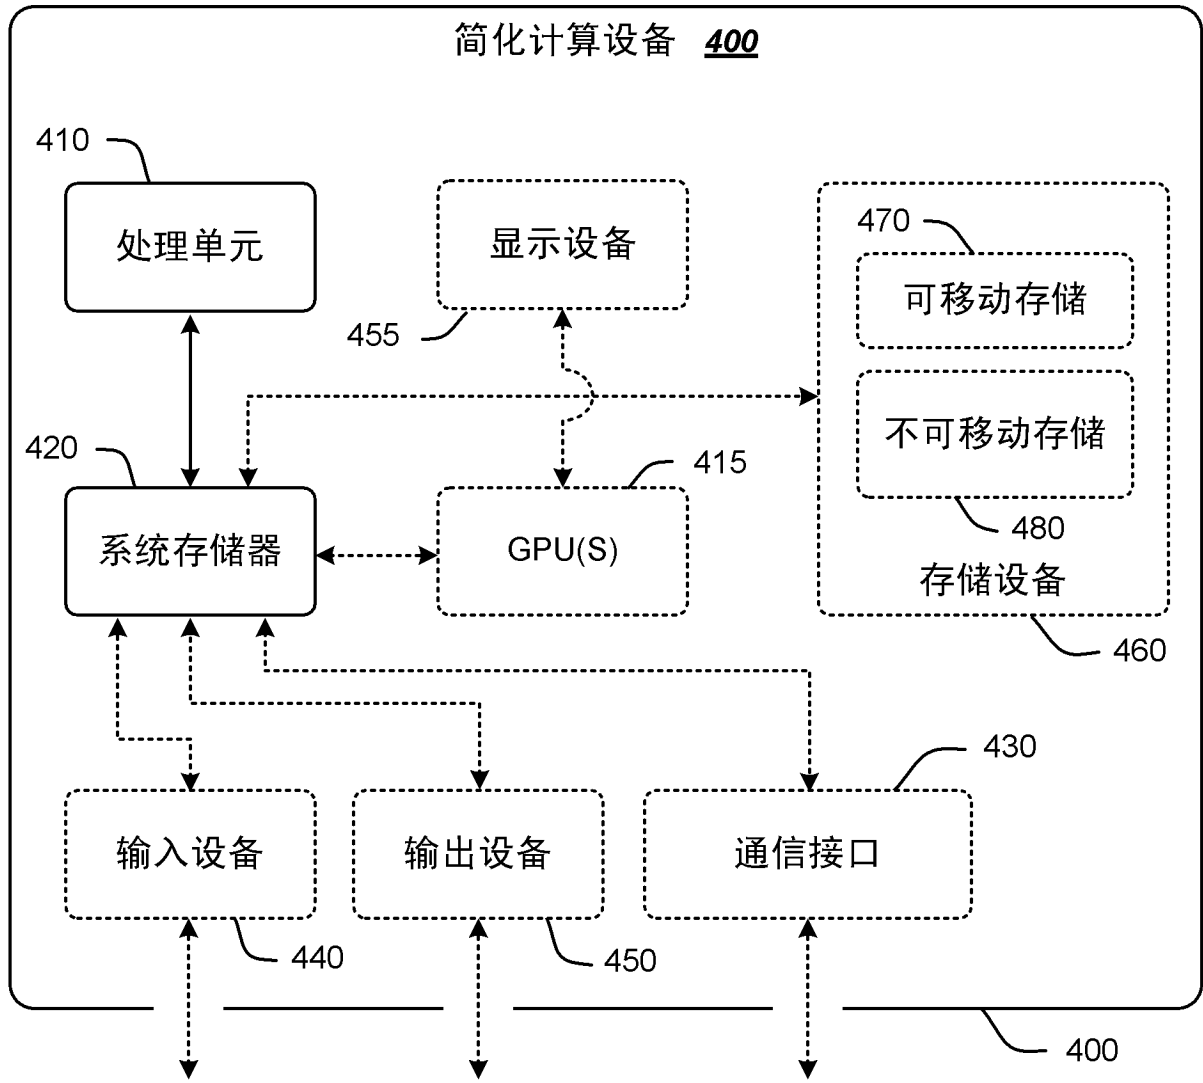 简化计算设备 400
410
处理单元
显示设备
455
470
可移动存储
不可移动存储
480
存储设备
460
420
系统存储器
415
GPU(S)
430
输入设备
440
输出设备
450
通信接口
400